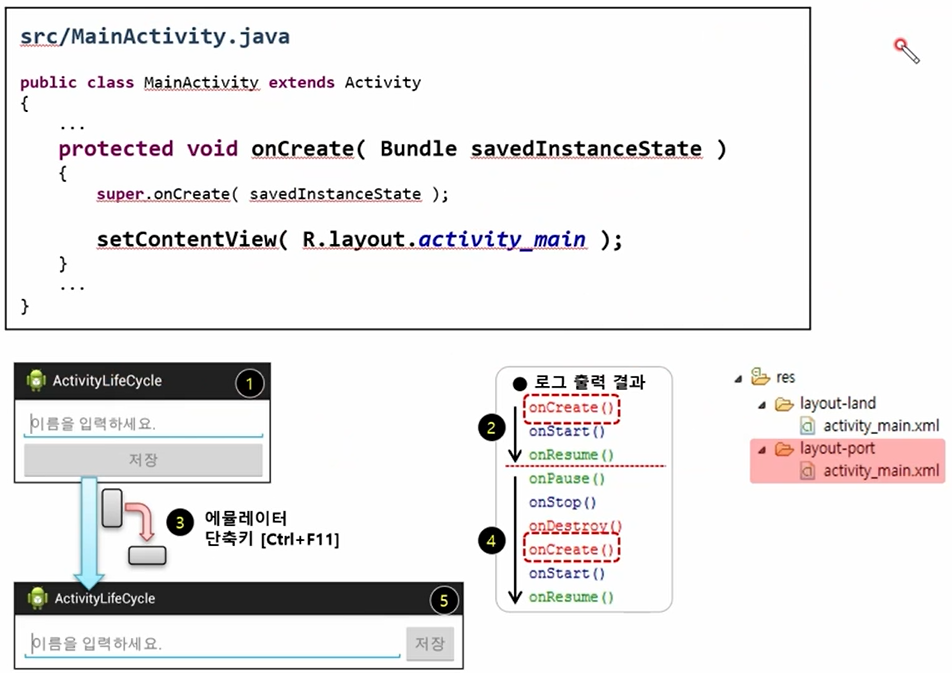 src/MainActivity.java
public class MainActivity extends Activity
{
...
protected void onCreate( Bundle savedInstanceState )
{
super.onCreate( savedInstanceState );
setContentView( R.layout.activity_main );
}
...
}
ActivityLifeCycle
1
이름을 입력하세요.
저장
3
에뮬레이터
단축키 [Ctrl+F11]
ActivityLifeCycle
5
이름을 입력하세요.
저장
● 로그 출력 결과
2
onCreate()
onStart()
onResume()
4
onPause()
onStop()
onDestroy()
onCreate()
onStart()
onResume()
res
layout-land
activity_main.xml
layout-port
activity_main.xml